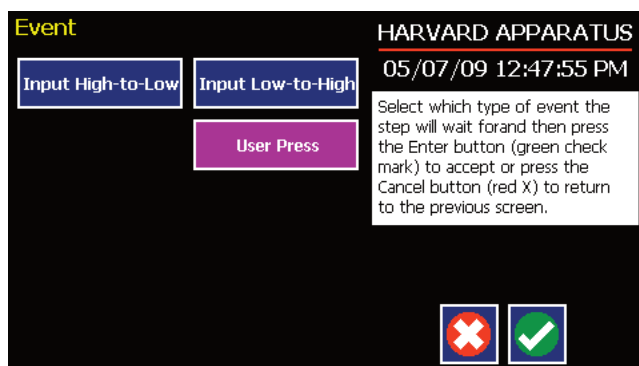 Event
Input High-to-Low
Input Low-to-High
User Press
HARVARD APPARATUS
05/07/09 12:47:55 PM
Select which type of event the
step will wait forand then press
the Enter button (green check
mark) to accept or press the
Cancel button (red X) to return
to the previous screen.